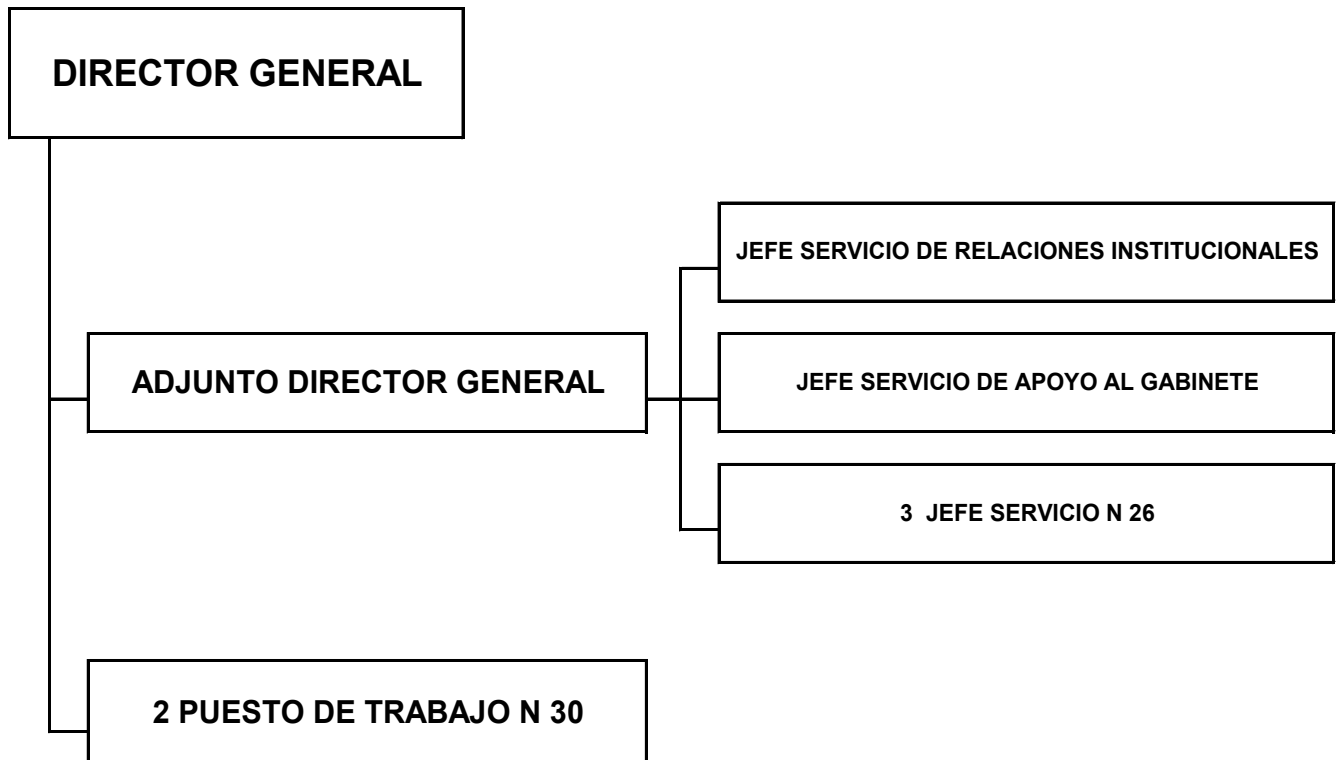 DIRECTOR GENERAL
JEFE SERVICIO DE RELACIONES INSTITUCIONALES
ADJUNTO DIRECTOR GENERAL
JEFE SERVICIO DE APOYO AL GABINETE
3 JEFE SERVICIO N 26
2 PUESTO DE TRABAJO N 30